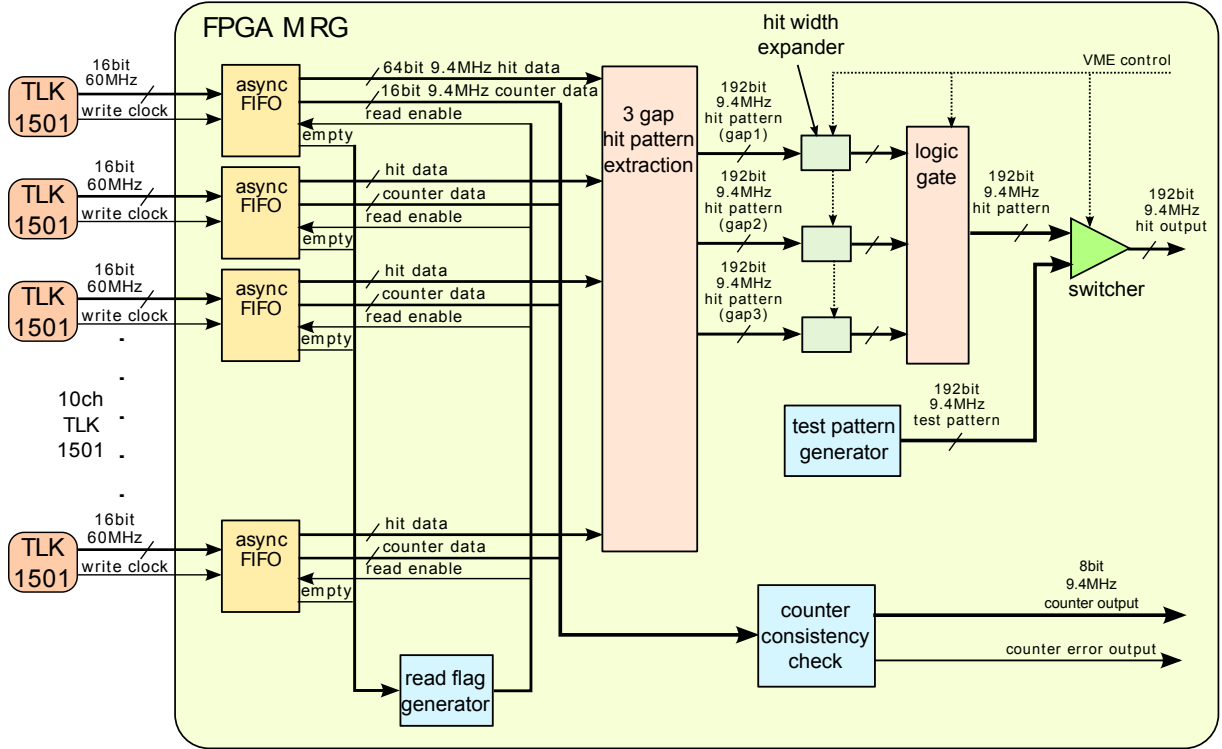 FPGA MRG
hit width
expander
VME control
TLK
1501
16bit
60MHz
write clock
async
FIFO
64bit 9.4MHz hit data
16bit 9.4MHz counter data
read enable
empty
TLK
1501
16bit
60MHz
write clock
async
FIFO
hit data
counter data
read enable
empty
TLK
1501
16bit
60MHz
write clock
async
FIFO
hit data
counter data
read enable
empty
10ch
TLK
1501
TLK
1501
16bit
60MHz
write clock
async
FIFO
hit data
counter data
read enable
empty
read flag
generator
3 gap
hit pattern
extraction
192bit
9.4MHz
hit pattern
(gap1)
192bit
9.4MHz
hit pattern
(gap2)
192bit
9.4MHz
hit pattern
(gap3)
logic
gate
192bit
9.4MHz
hit pattern
192bit
9.4MHz
hit output
switcher
test pattern
generator
192bit
9.4MHz
test pattern
counter
consistency
check
8bit
9.4MHz
counter output
counter error output